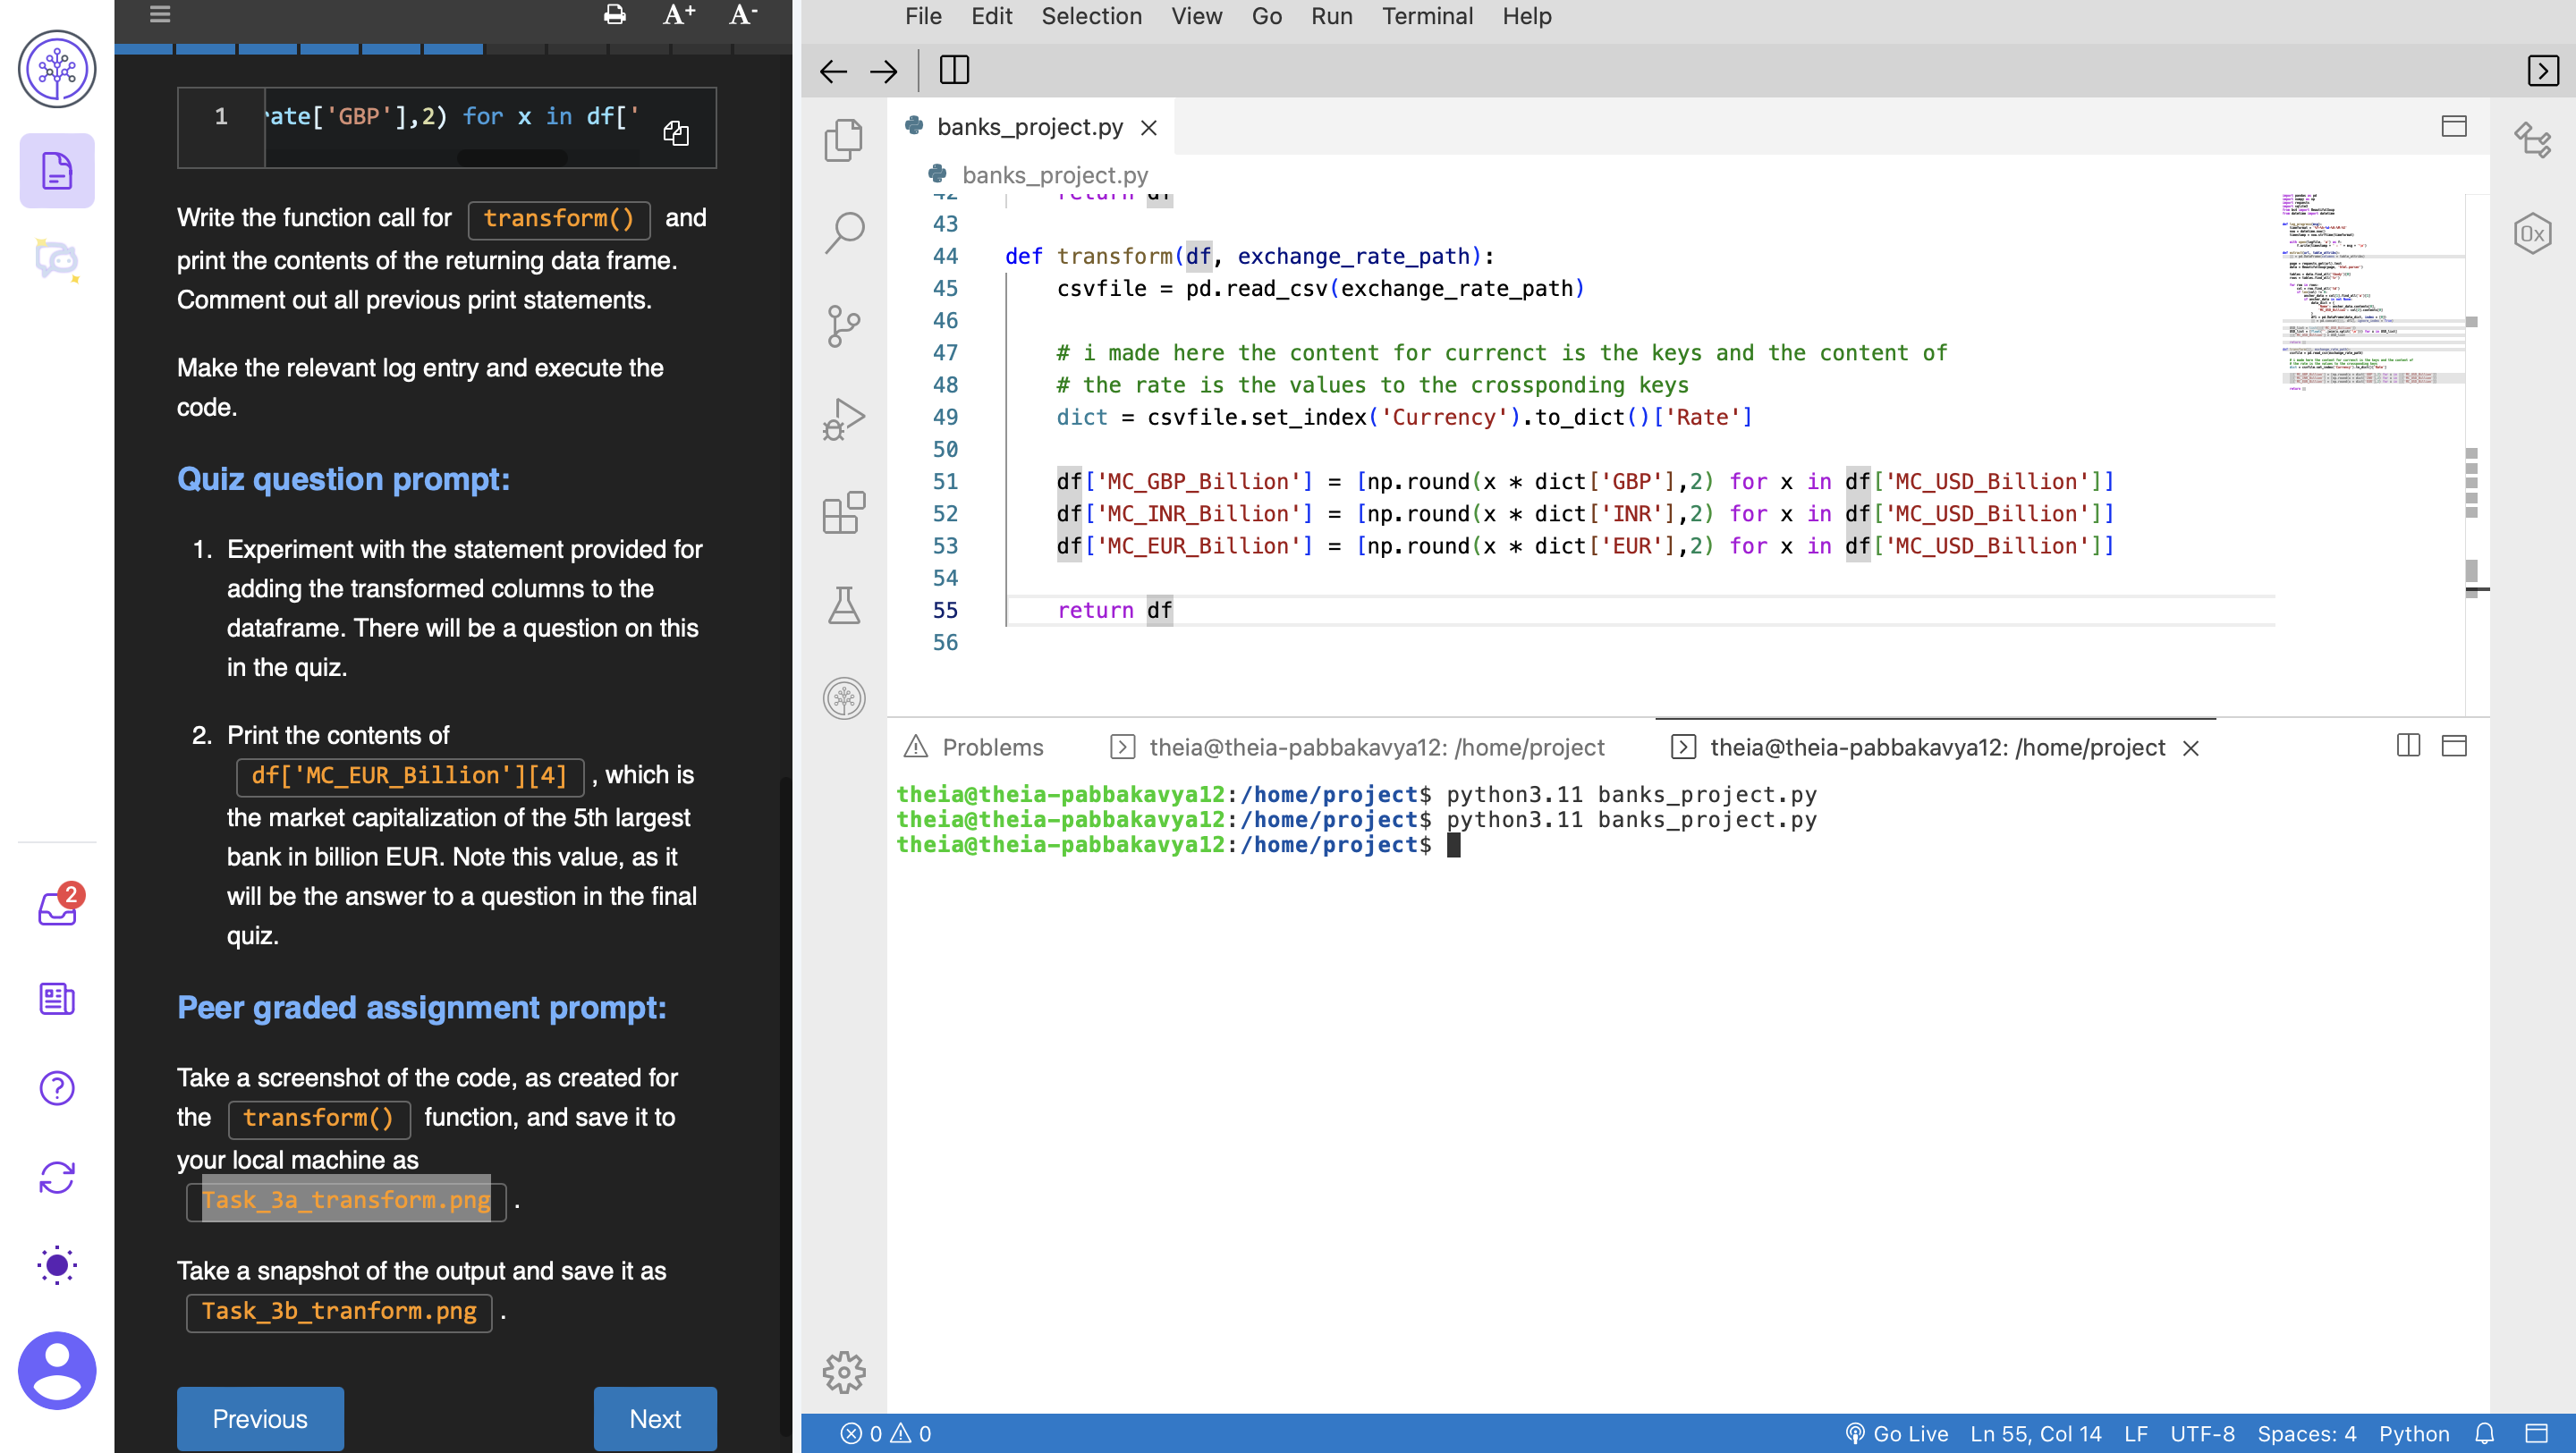 A+ A-
1 ate['GBP'],2) for x in df['
Write the function call for transform() and
print the contents of the returning data frame.
Comment out all previous print statements.
Make the relevant log entry and execute the
code.
Quiz question prompt:
1. Experiment with the statement provided for
adding the transformed columns to the
dataframe. There will be a question on this
in the quiz.
2. Print the contents of
df['MC_EUR_Billion'][4] , which is
the market capitalization of the 5th largest
bank in billion EUR. Note this value, as it
will be the answer to a question in the final
quiz.
Peer graded assignment prompt:
Take a screenshot of the code, as created for
the transform() function, and save it to
your local machine as
Task_3a_transform.png .
Take a snapshot of the output and save it as
Task_3b_tranform.png .
Previous Next
2
File Edit Selection View Go Run Terminal Help
banks_project.py
banks_project.py
42 return df
43
44 def transform(df, exchange_rate_path):
45 csvfile = pd.read_csv(exchange_rate_path)
46
47 # i made here the content for currenct is the keys and the content of
48 # the rate is the values to the crossponding keys
49 dict = csvfile.set_index('Currency').to_dict()['Rate']
50
51 df['MC_GBP_Billion'] = [np.round(x * dict['GBP'],2) for x in df['MC_USD_Billion']]
52 df['MC_INR_Billion'] = [np.round(x * dict['INR'],2) for x in df['MC_USD_Billion']]
53 df['MC_EUR_Billion'] = [np.round(x * dict['EUR'],2) for x in df['MC_USD_Billion']]
54
55 return df
56
0x
Problems theia@theia-pabbakavya12: /home/project theia@theia-pabbakavya12: /home/project
theia@theia-pabbakavya12:/home/project$ python3.11 banks_project.py
theia@theia-pabbakavya12:/home/project$ python3.11 banks_project.py
theia@theia-pabbakavya12:/home/project$
0 0 Go Live Ln 55, Col 14 LF UTF-8 Spaces: 4 Python